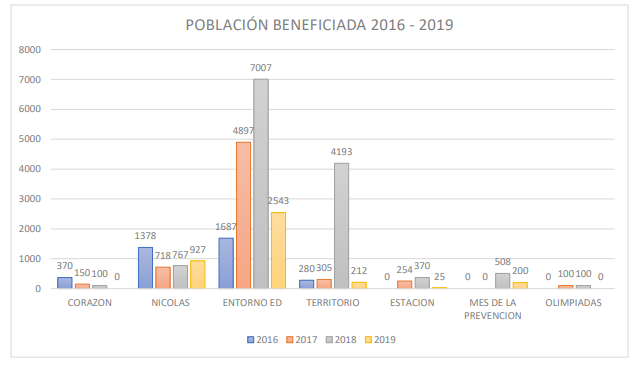 POBLACIÓN BENEFICIADA 2016 - 2019
8000
7000
6000
5000
4000
3000
2000
1000
0
370 150 100 0
1378 718 767 927
1687 4897 7007 2543
280 305 4193 212
0 254 370 25
0 0 508 200
0 100 100 0
CORAZON NICOLAS ENTORNO ED TERRITORIO ESTACION MES DE LA OLIMPIADAS
PREVENCION
2016 2017 2018 2019